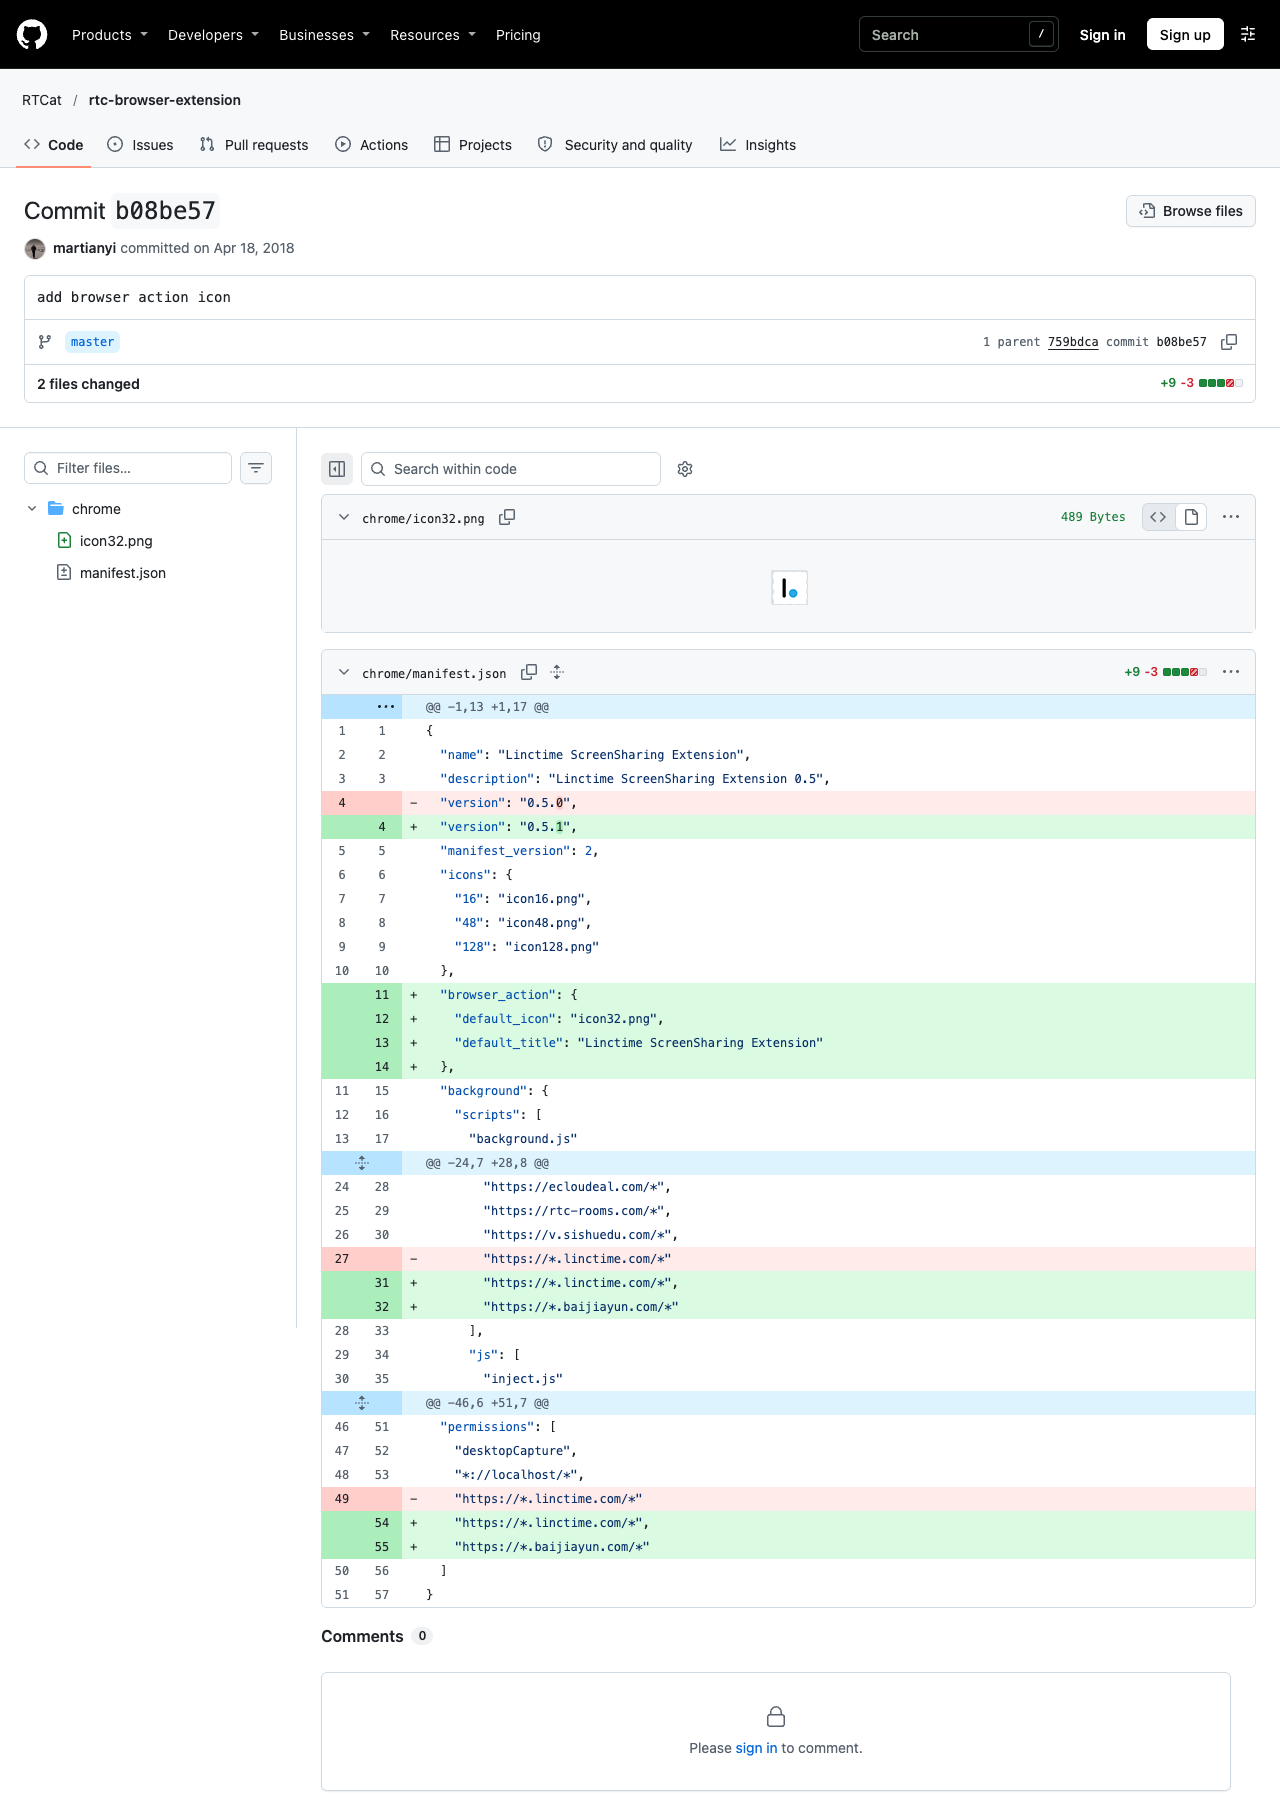 Products Developers Businesses Resources Pricing Search / Sign in Sign up
RTCat / rtc-browser-extension
Code Issues Pull requests Actions Projects Security and quality Insights
Commit b08be57 Browse files
martianyi committed on Apr 18, 2018
add browser action icon
master 1 parent 759bdca commit b08be57
2 files changed +9 -3
Filter files... Search within code
chrome
icon32.png
manifest.json
chrome/icon32.png 489 Bytes
chrome/manifest.json +9 -3
@@ -1,13 +1,17 @@
1 1 {
2 2 "name": "Linctime ScreenSharing Extension",
3 3 "description": "Linctime ScreenSharing Extension 0.5",
4 - "version": "0.5.0",
4 + "version": "0.5.1",
5 5 "manifest_version": 2,
6 6 "icons": {
7 7 "16": "icon16.png",
8 8 "48": "icon48.png",
9 9 "128": "icon128.png"
10 10 },
11 + "browser_action": {
12 + "default_icon": "icon32.png",
13 + "default_title": "Linctime ScreenSharing Extension"
14 + },
11 15 "background": {
12 16 "scripts": [
13 17 "background.js"
@@ -24,7 +28,8 @@
24 28 "https://ecloudeal.com/*",
25 29 "https://rtc-rooms.com/*",
26 30 "https://v.sishuedu.com/*",
27 - "https://*.linctime.com/*"
31 + "https://*.linctime.com/*",
32 + "https://*.baijiayun.com/*"
28 33 ],
29 34 "js": [
30 35 "inject.js"
@@ -46,6 +51,7 @@
46 51 "permissions": [
47 52 "desktopCapture",
48 53 "*://localhost/*",
49 - "https://*.linctime.com/*"
54 + "https://*.linctime.com/*",
55 + "https://*.baijiayun.com/*"
50 56 ]
51 57 }
Comments 0
Please sign in to comment.